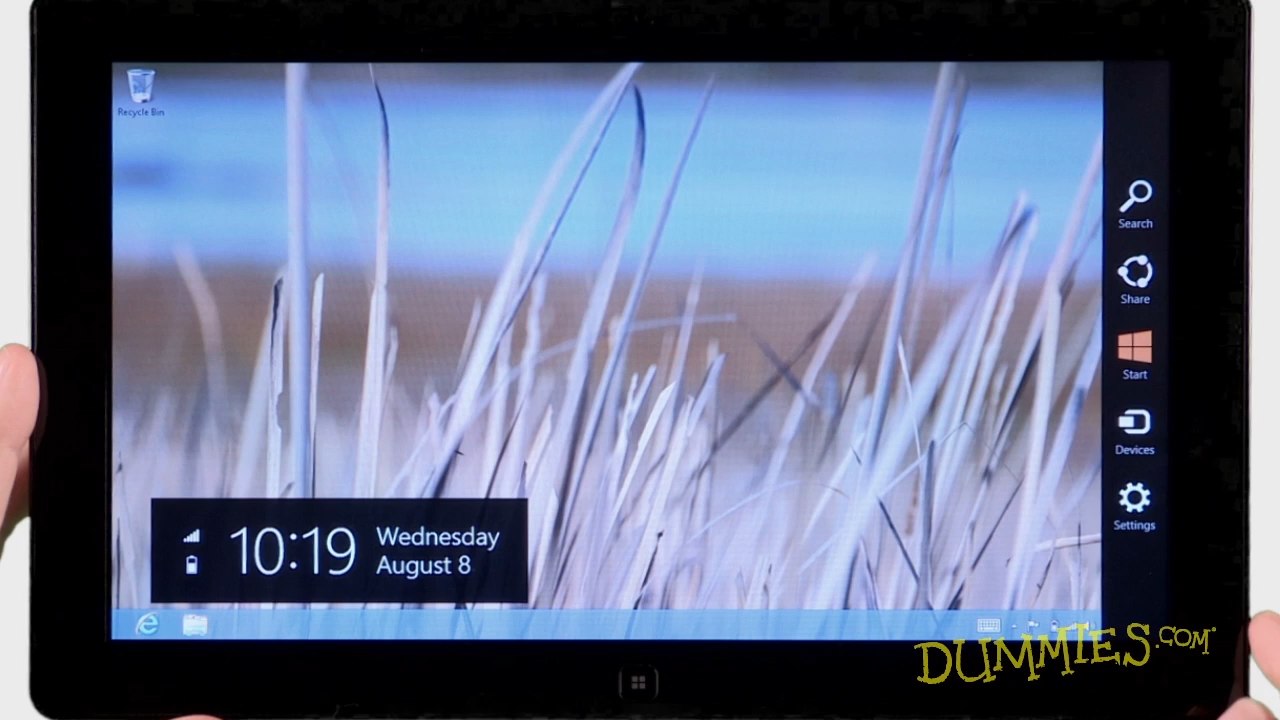 Recycle Bin
Search
Share
Start
Devices
Settings
10:19
Wednesday
August 8
DUMMIES.COM